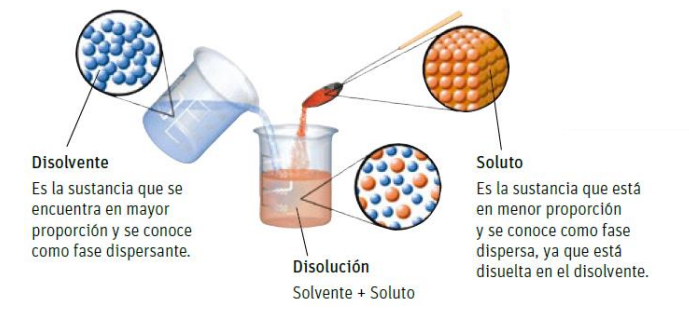 Disolvente
Es la sustancia que se
encuentra en mayor
proporción y se conoce
como fase dispersante.
Disolución
Solvente + Soluto
Soluto
Es la sustancia que está
en menor proporción
y se conoce como fase
dispersa, ya que está
disuelta en el disolvente.